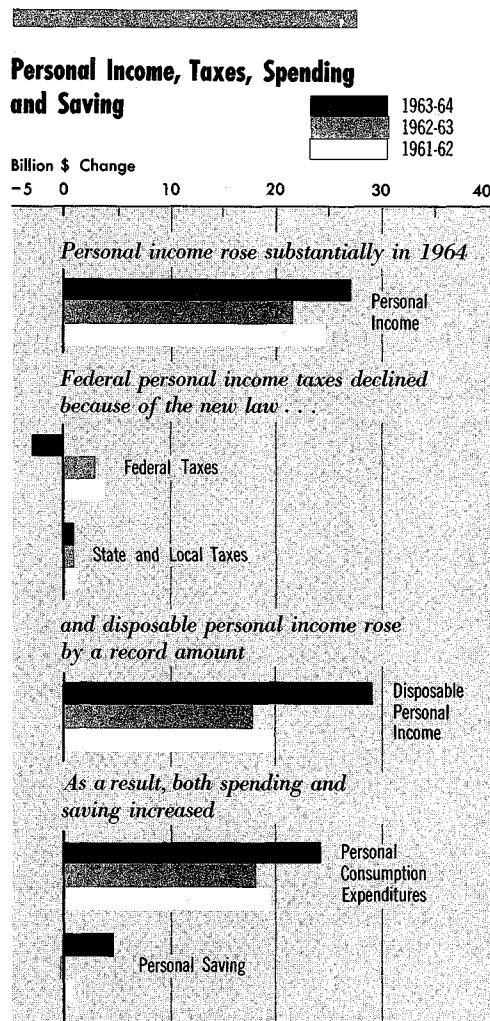 Personal Income, Taxes, Spending
and Saving
1963-64
1962-63
1961-62
Billion $ Change
-5 0 10 20 30 40
Personal income rose substantially in 1964
Personal
Income
Federal personal income taxes declined
because of the new law . . .
Federal Taxes
State and Local Taxes
and disposable personal income rose
by a record amount
Disposable
Personal
Income
As a result, both spending and
saving increased
Personal
Consumption
Expenditures
Personal Saving